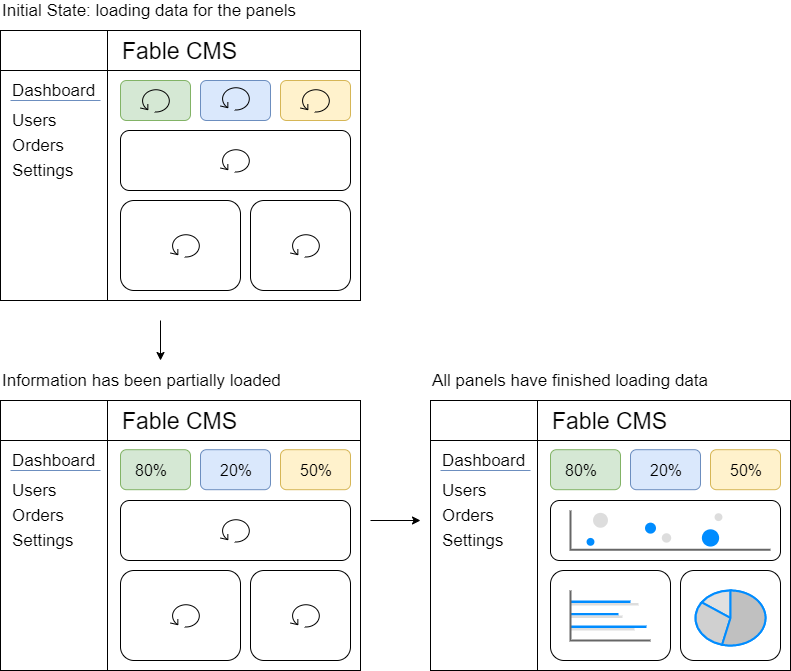 Initial State: loading data for the panels
Fable CMS
Dashboard
Users
Orders
Settings
Information has been partially loaded
Fable CMS
Dashboard
80%
20%
50%
Users
Orders
Settings
All panels have finished loading data
Fable CMS
Dashboard
80%
20%
50%
Users
Orders
Settings